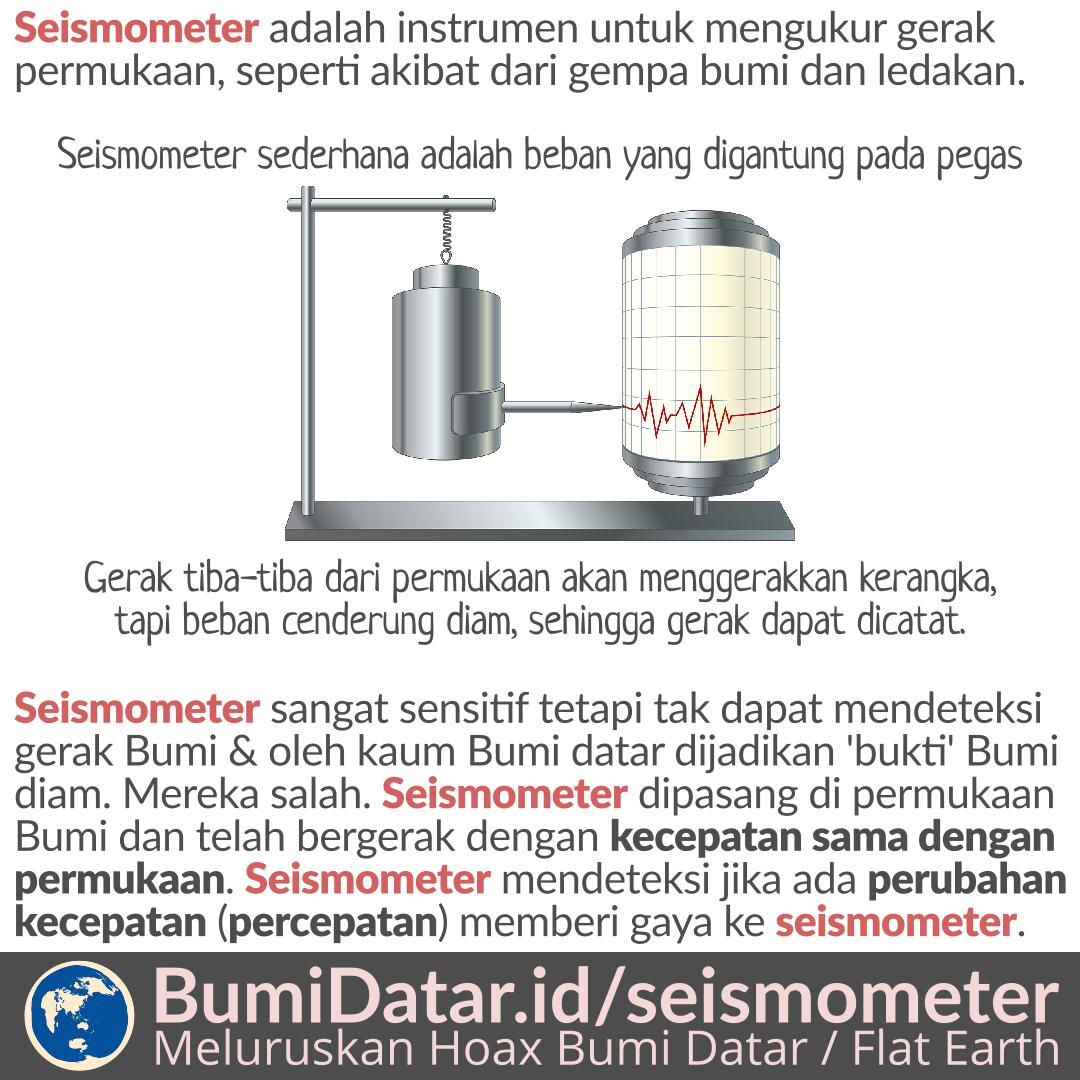 Seismometer adalah instrumen untuk mengukur gerak
permukaan, seperti akibat dari gempa bumi dan ledakan.
Seismometer sederhana adalah beban yang digantung pada pegas
Gerak tiba-tiba dari permukaan akan menggerakkan kerangka,
tapi beban cenderung diam, sehingga gerak dapat dicatat.
Seismometer sangat sensitif tetapi tak dapat mendeteksi
gerak Bumi & oleh kaum Bumi datar dijadikan 'bukti' Bumi
diam. Mereka salah. Seismometer dipasang di permukaan
Bumi dan telah bergerak dengan kecepatan sama dengan
permukaan. Seismometer mendeteksi jika ada perubahan
kecepatan (percepatan) memberi gaya ke seismometer.
BumiDatar.id/seismometer
Meluruskan Hoax Bumi Datar / Flat Earth